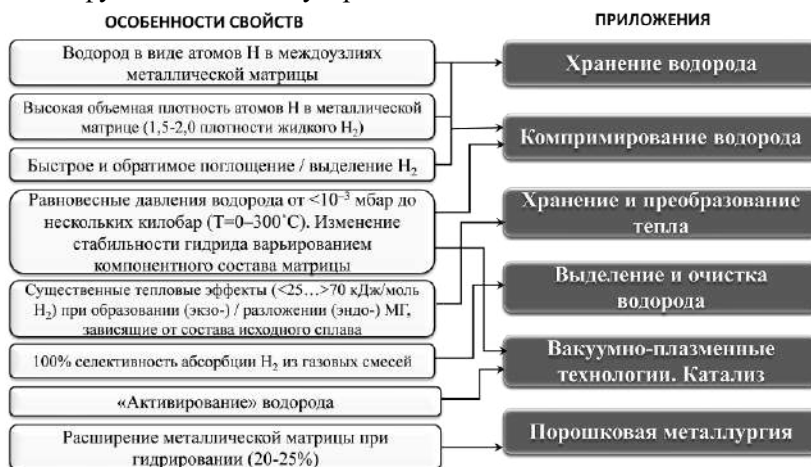 ОСОБЕННОСТИ СВОЙСТВ
Водород в виде атомов Н в междоузлиях
металлической матрицы
Высокая объемная плотность атомов Н в металлической
матрице (1,5-2,0 плотности жидкого H₂)
Быстрое и обратимое поглощение / выделение H₂
Равновесные давления водорода от <10⁻³ мбар до
нескольких килобар (T=0–300˚C). Изменение
стабильности гидрида варьированием
компонентного состава матрицы
Существенные тепловые эффекты (<25...>70 кДж/моль
H₂) при образовании (экзо-) / разложении (эндо-) МГ,
зависящие от состава исходного сплава
100% селективность абсорбции H₂ из газовых смесей
«Активирование» водорода
Расширение металлической матрицы при
гидрировании (20-25%)
ПРИЛОЖЕНИЯ
Хранение водорода
Компримирование водорода
Хранение и преобразование
тепла
Выделение и очистка
водорода
Вакуумно-плазменные
технологии. Катализ
Порошковая металлургия